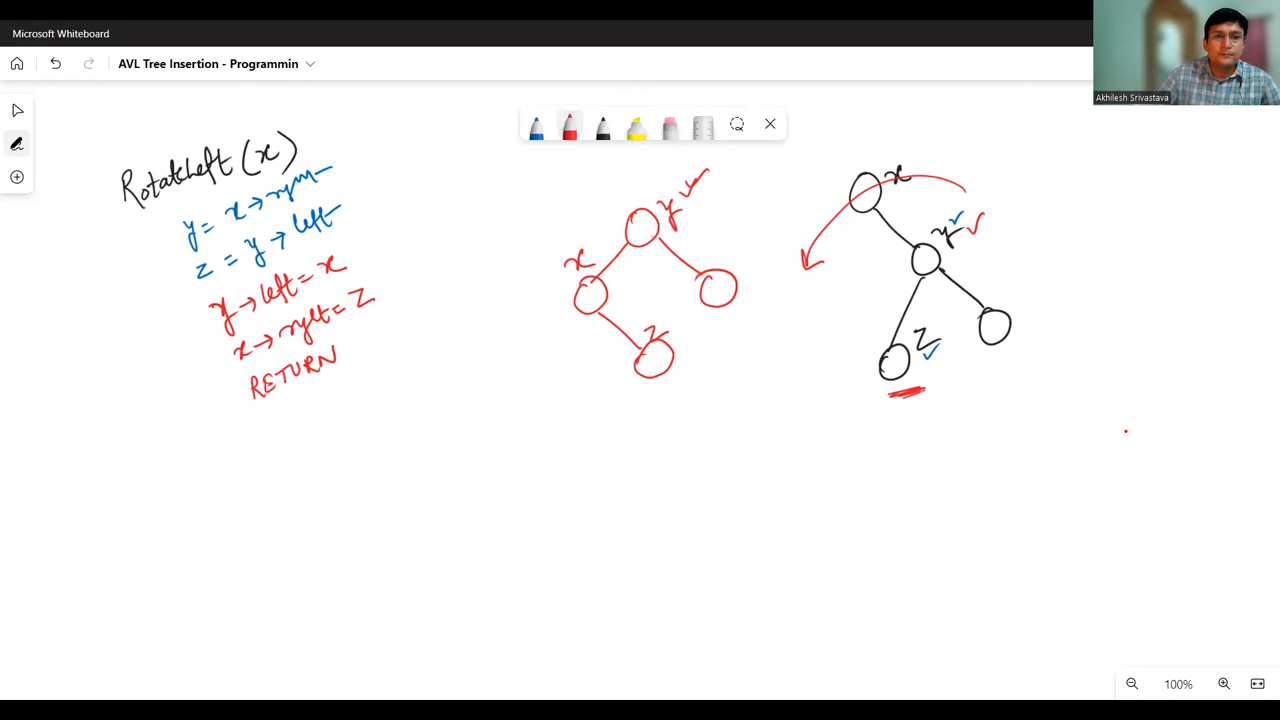 Microsoft Whiteboard
AVL Tree Insertion - Programmin
Akhilesh Srivastava
RotateLeft (x)
y = x → right
z = y → left
y → left = x
x → right = Z
RETURN
y
x
z
x
y
Z
100%